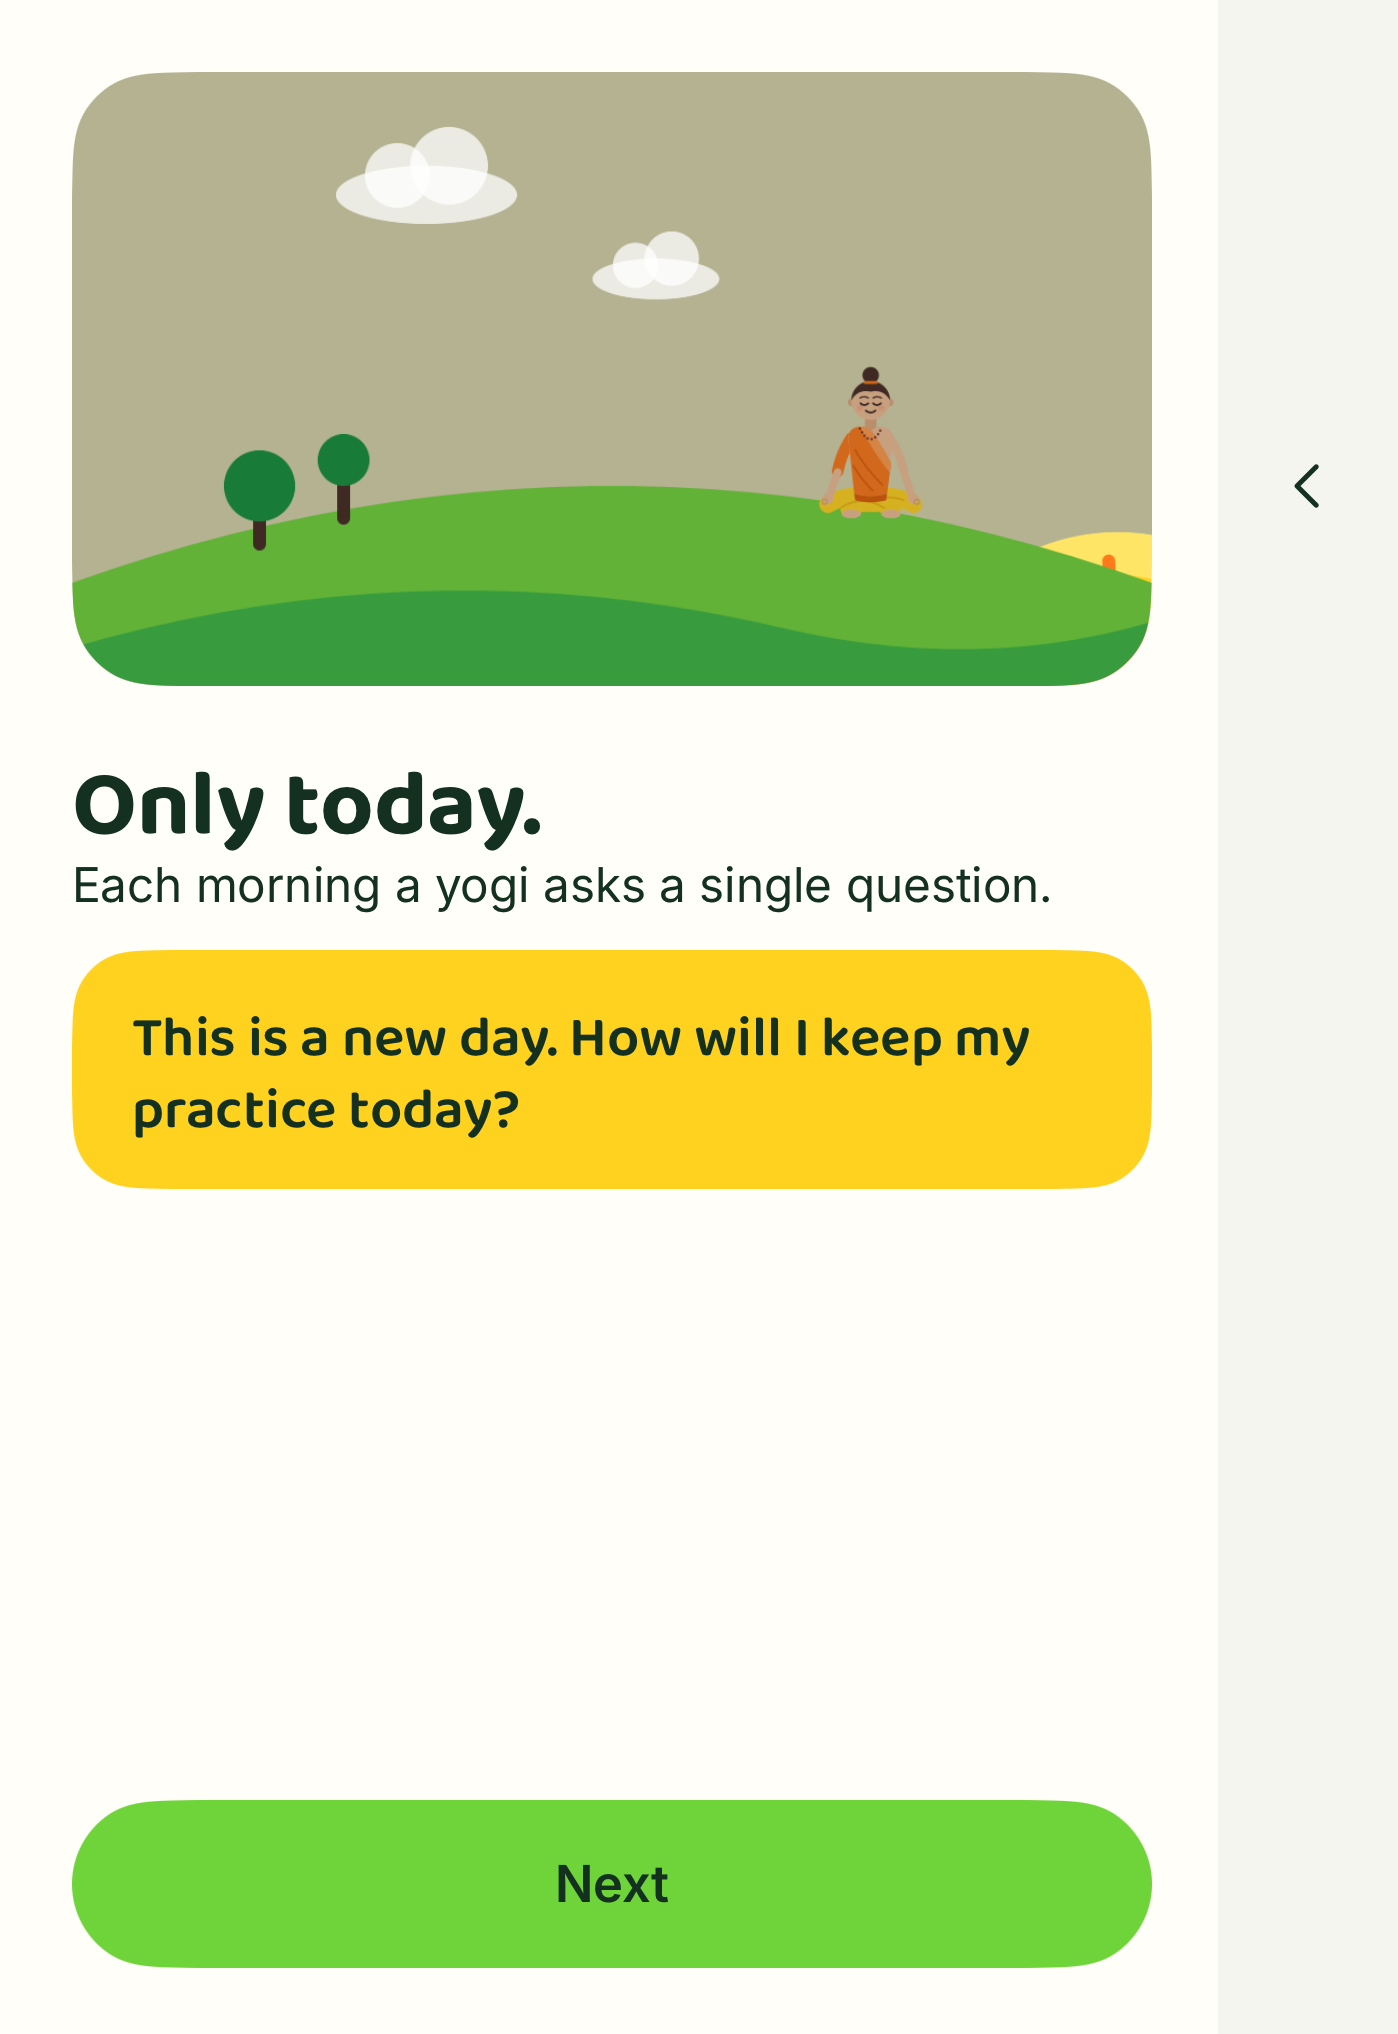 Only today.
Each morning a yogi asks a single question.
This is a new day. How will I keep my
practice today?
Next